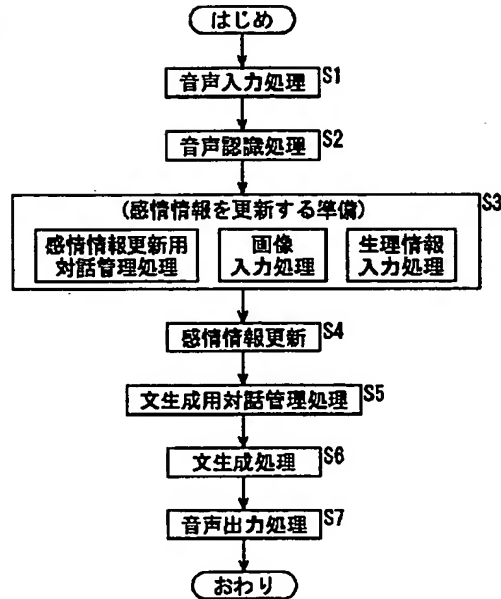 はじめ
音声入力処理 S1
音声認識処理 S2
(感情情報を更新する準備) S3
感情情報更新用
対話管理処理
画像
入力処理
生理情報
入力処理
感情情報更新 S4
文生成用対話管理処理 S5
文生成処理 S6
音声出力処理 S7
おわり